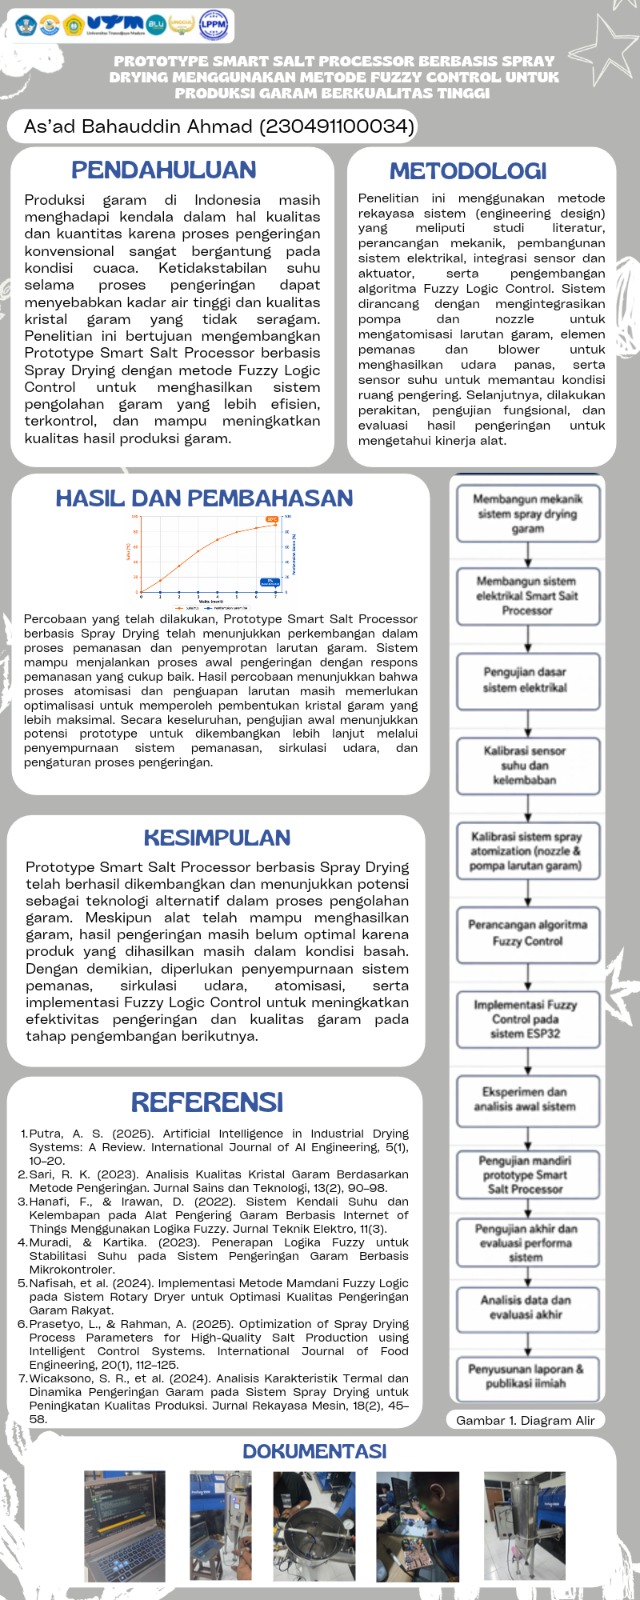 UTM
Universitas Trunodjoyo Madura
BLU
LPPM
PROTOTYPE SMART SALT PROCESSOR BERBASIS SPRAY
DRYING MENGGUNAKAN METODE FUZZY CONTROL UNTUK
PRODUKSI GARAM BERKUALITAS TINGGI
As'ad Bahauddin Ahmad (230491100034)
PENDAHULUAN
Produksi garam di Indonesia masih
menghadapi kendala dalam hal kualitas
dan kuantitas karena proses pengeringan
konvensional sangat bergantung pada
kondisi cuaca. Ketidakstabilan suhu
selama proses pengeringan dapat
menyebabkan kadar air tinggi dan kualitas
kristal garam yang tidak seragam.
Penelitian ini bertujuan mengembangkan
Prototype Smart Salt Processor berbasis
Spray Drying dengan metode Fuzzy Logic
Control untuk menghasilkan sistem
pengolahan garam yang lebih efisien,
terkontrol, dan mampu meningkatkan
kualitas hasil produksi garam.
METODOLOGI
Penelitian ini menggunakan metode
rekayasa sistem (engineering design)
yang meliputi studi literatur,
perancangan mekanik, pembangunan
sistem elektrikal, integrasi sensor dan
aktuator, serta pengembangan
algoritma Fuzzy Logic Control. Sistem
dirancang dengan mengintegrasikan
pompa dan nozzle untuk
mengatomisasi larutan garam, elemen
pemanas dan blower untuk
menghasilkan udara panas, serta
sensor suhu untuk memantau kondisi
ruang pengering. Selanjutnya, dilakukan
perakitan, pengujian fungsional, dan
evaluasi hasil pengeringan untuk
mengetahui kinerja alat.
HASIL DAN PEMBAHASAN
Percobaan yang telah dilakukan, Prototype Smart Salt Processor
berbasis Spray Drying telah menunjukkan perkembangan dalam
proses pemanasan dan penyemprotan larutan garam. Sistem
mampu menjalankan proses awal pengeringan dengan respons
pemanasan yang cukup baik. Hasil percobaan menunjukkan bahwa
proses atomisasi dan penguapan larutan masih memerlukan
optimalisasi untuk memperoleh pembentukan kristal garam yang
lebih maksimal. Secara keseluruhan, pengujian awal menunjukkan
potensi prototype untuk dikembangkan lebih lanjut melalui
penyempurnaan sistem pemanasan, sirkulasi udara, dan
pengaturan proses pengeringan.
KESIMPULAN
Prototype Smart Salt Processor berbasis Spray Drying
telah berhasil dikembangkan dan menunjukkan potensi
sebagai teknologi alternatif dalam proses pengolahan
garam. Meskipun alat telah mampu menghasilkan
garam, hasil pengeringan masih belum optimal karena
produk yang dihasilkan masih dalam kondisi basah.
Dengan demikian, diperlukan penyempurnaan sistem
pemanas, sirkulasi udara, atomisasi, serta
implementasi Fuzzy Logic Control untuk meningkatkan
efektivitas pengeringan dan kualitas garam pada
tahap pengembangan berikutnya.
REFERENSI
1. Putra, A. S. (2025). Artificial Intelligence in Industrial Drying
Systems: A Review. International Journal of AI Engineering, 5(1),
10–20.
2. Sari, R. K. (2023). Analisis Kualitas Kristal Garam Berdasarkan
Metode Pengeringan. Jurnal Sains dan Teknologi, 13(2), 90–98.
3. Hanafi, F., & Irawan, D. (2022). Sistem Kendali Suhu dan
Kelembapan pada Alat Pengering Garam Berbasis Internet of
Things Menggunakan Logika Fuzzy. Jurnal Teknik Elektro, 11(3).
4. Muradi, & Kartika. (2023). Penerapan Logika Fuzzy untuk
Stabilitasi Suhu pada Sistem Pengeringan Garam Berbasis
Mikrokontroler.
5. Nafisah, et al. (2024). Implementasi Metode Mamdani Fuzzy Logic
pada Sistem Rotary Dryer untuk Optimasi Kualitas Pengeringan
Garam Rakyat.
6. Prasetyo, L., & Rahman, A. (2025). Optimization of Spray Drying
Process Parameters for High-Quality Salt Production using
Intelligent Control Systems. International Journal of Food
Engineering, 20(1), 112–125.
7. Wicaksono, S. R., et al. (2024). Analisis Karakteristik Termal dan
Dinamika Pengeringan Garam pada Sistem Spray Drying untuk
Peningkatan Kualitas Produksi. Jurnal Rekayasa Mesin, 18(2), 45–
58.
Membangun mekanik
sistem spray drying
garam
Membangun sistem
elektrikal Smart Sait
Processor
Pengujian dasar
sistem elektrikal
Kalibrasi sensor
suhu dan
kelembaban
Kalibrasi sistem spray
atomization (nozzle &
pompa larutan garam)
Perancangan algoritma
Fuzzy Control
Implementasi Fuzzy
Control pada
sistem ESP32
Eksperimen dan
analisis awal sistem
Pengujian mandiri
prototype Smart
Salt Processor
Pengujian akhir dan
evaluasi performa
sistem
Analisis data dan
evaluasi akhir
Penyusunan laporan &
publikasi iimiah
Gambar 1. Diagram Alir
DOKUMENTASI